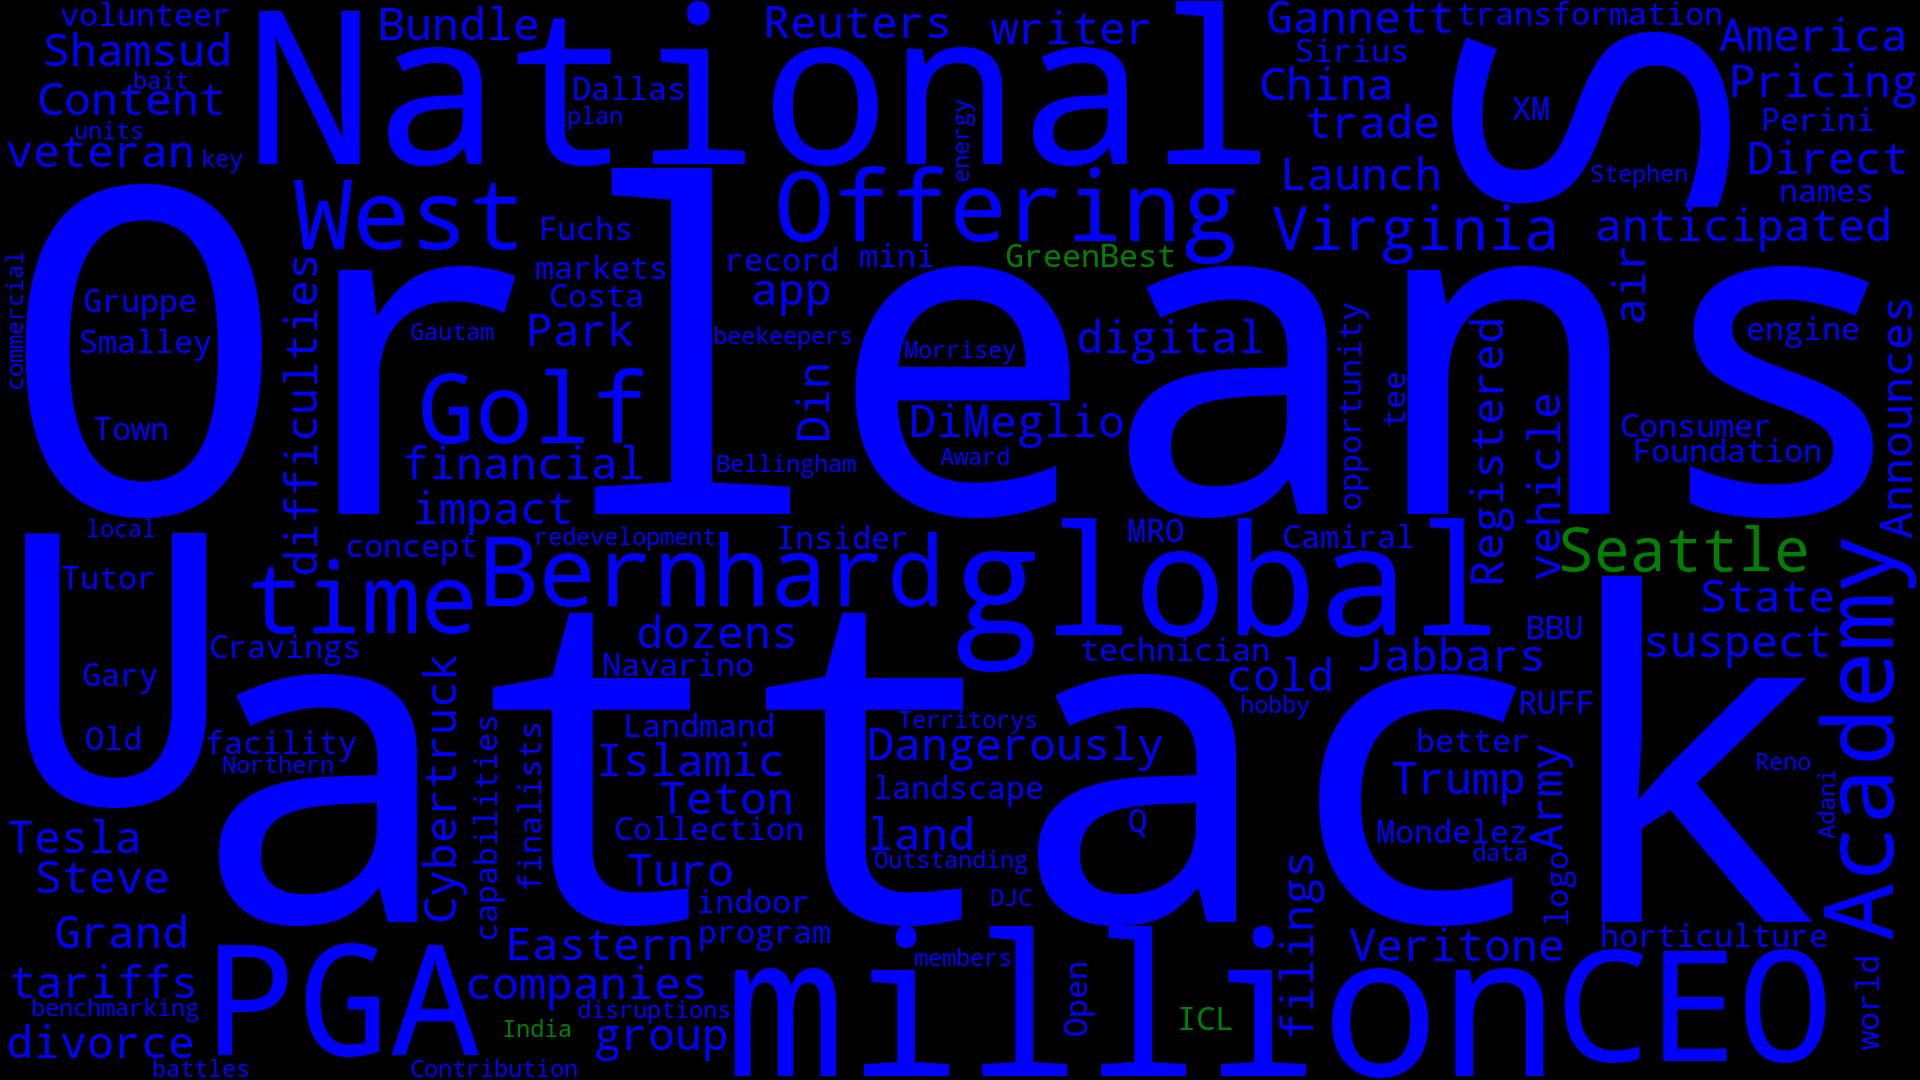 volunteer
Shamsud
bait
Content
units
veteran
key
National
Bundle
Dallas
plan
Reuters
writer
energy
Gannett
transformation
Sirius
China
trade
S
XM
Stephen
America
Pricing
Perini
Direct
names
Launch
Virginia
anticipated
West
Offering
Orleans
Fuchs
markets
Costa
Park
Gautam
record
mini
app
GreenBest
beekeepers
Morrisey
digital
air
engine
Announces
commercial
Gruppe
Smalley
Town
difficulties
Golf
financial
impact
Din
DiMeglio
Bellingham
Award
opportunity
tee
Registered
vehicle
Consumer
Foundation
local
U
Tutor
Gary
Old
concept
redevelopment
Insider
MRO
Camiral
Seattle
time
Bernhard
global
State
suspect
Academy
Cravings
dozens
Navarino
technician
cold
hobby
Jabbars
BBU
RUFF
attack
facility
Northern
Cybertruck
capabilities
finalists
Landmand
Islamic
Teton
Collection
Turo
indoor
program
Territorys
Dangerously
landscape
land
Q
Outstanding
DJC
better
Trump
Army
Mondelez
data
logo
Reno
Adani
Tesla
Steve
Grand
tariffs
benchmarking
divorce
battles
PGA
Eastern
companies
disruptions
India
group
Contribution
million
members
Open
ICL
filings
Veritone
horticulture
CEO
world